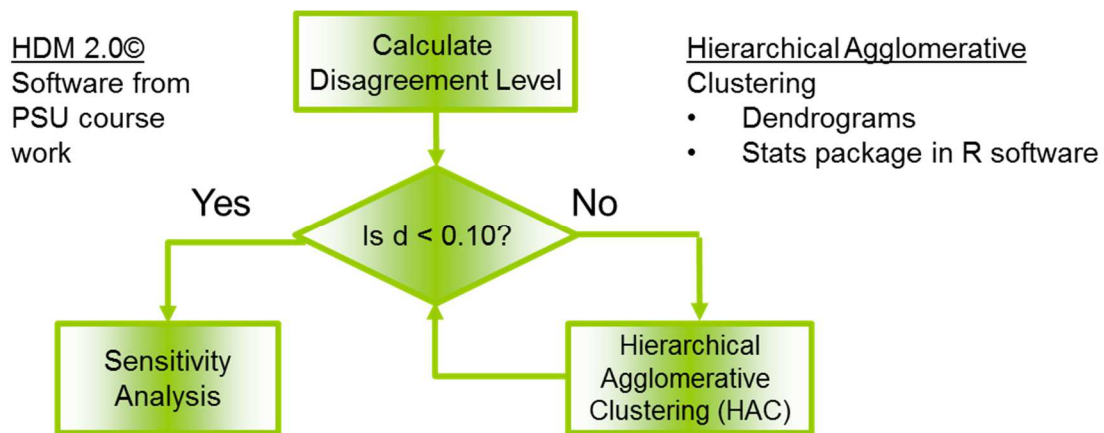 HDM 2.0©
Software from
PSU course
work
Calculate
Disagreement Level
Hierarchical Agglomerative
Clustering
• Dendrograms
• Stats package in R software
Yes
Is d < 0.10?
No
Sensitivity
Analysis
Hierarchical
Agglomerative
Clustering (HAC)